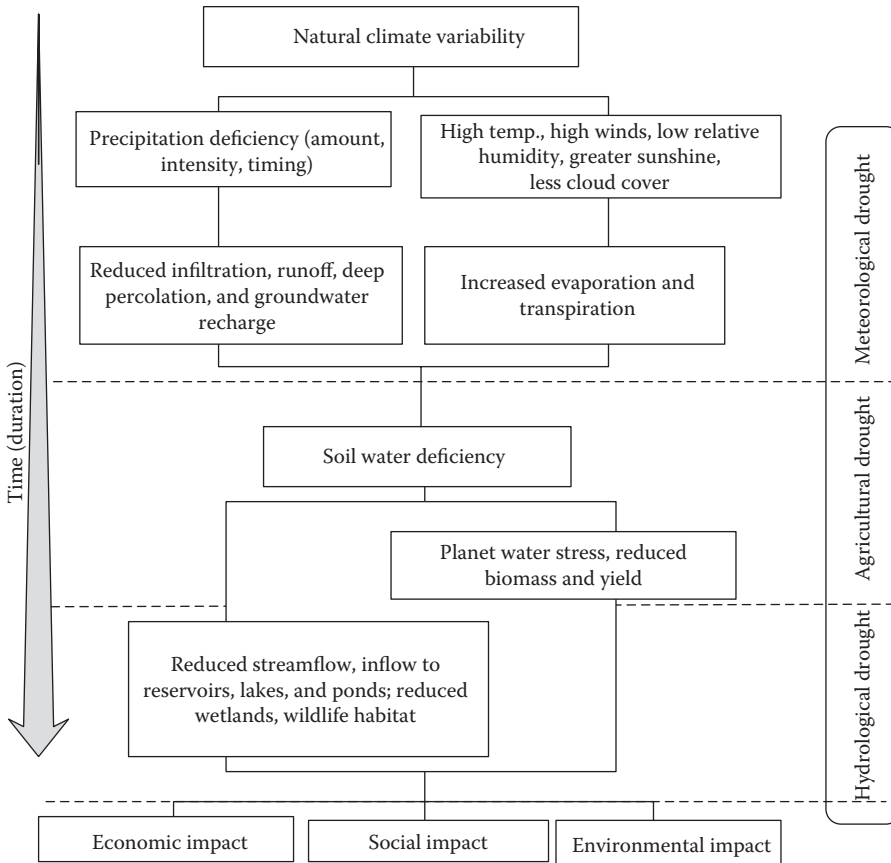 Natural climate variability
Precipitation deficiency (amount,
intensity, timing)
High temp., high winds, low relative
humidity, greater sunshine,
less cloud cover
Reduced infiltration, runoff, deep
percolation, and groundwater
recharge
Increased evaporation and
transpiration
Meteorological drought
Time (duration)
Soil water deficiency
Planet water stress, reduced
biomass and yield
Agricultural drought
Reduced streamflow, inflow to
reservoirs, lakes, and ponds; reduced
wetlands, wildlife habitat
Hydrological drought
Economic impact
Social impact
Environmental impact